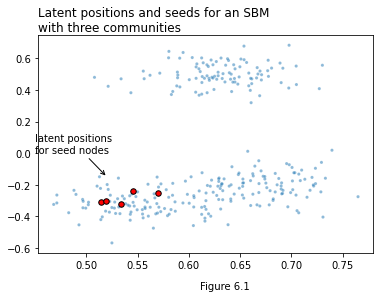 Latent positions and seeds for an SBM
with three communities
0.6
0.4
0.2
0.0
−0.2
−0.4
−0.6
latent positions
for seed nodes
0.50
0.55
0.60
0.65
0.70
0.75
Figure 6.1